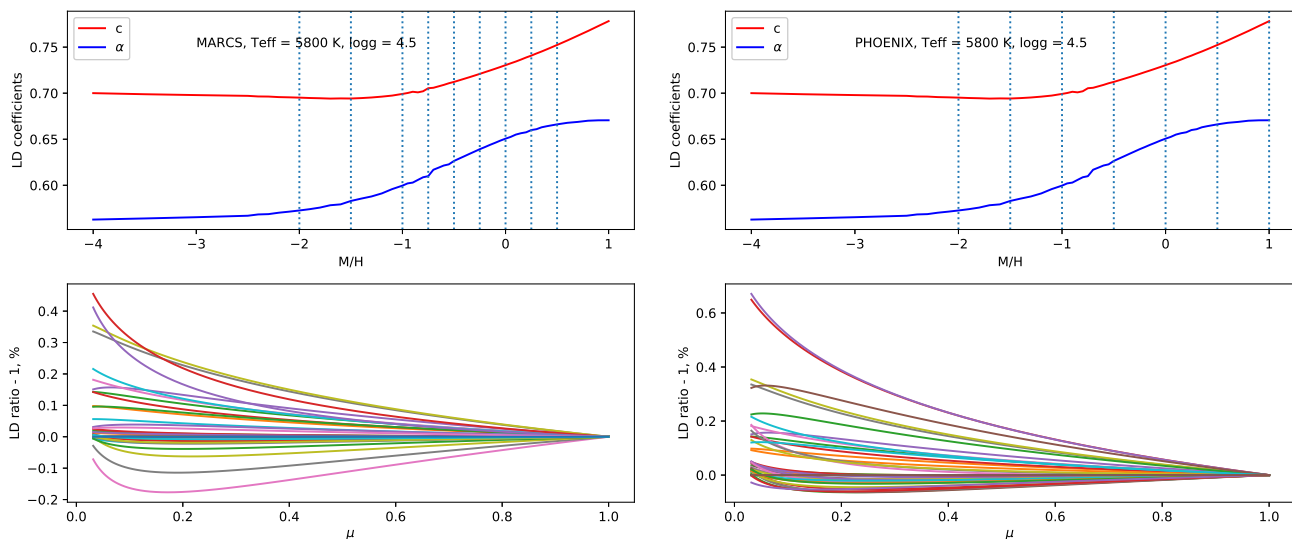 c
α
MARCS, Teff = 5800 K, logg = 4.5
LD coefficients
0.75
0.70
0.65
0.60
−4 −3 −2 −1 0 1
M/H
c
α
PHOENIX, Teff = 5800 K, logg = 4.5
LD coefficients
0.75
0.70
0.65
0.60
−4 −3 −2 −1 0 1
M/H
LD ratio - 1, %
0.4
0.3
0.2
0.1
0.0
−0.1
−0.2
0.0 0.2 0.4 0.6 0.8 1.0
μ
LD ratio - 1, %
0.6
0.4
0.2
0.0
0.0 0.2 0.4 0.6 0.8 1.0
μ